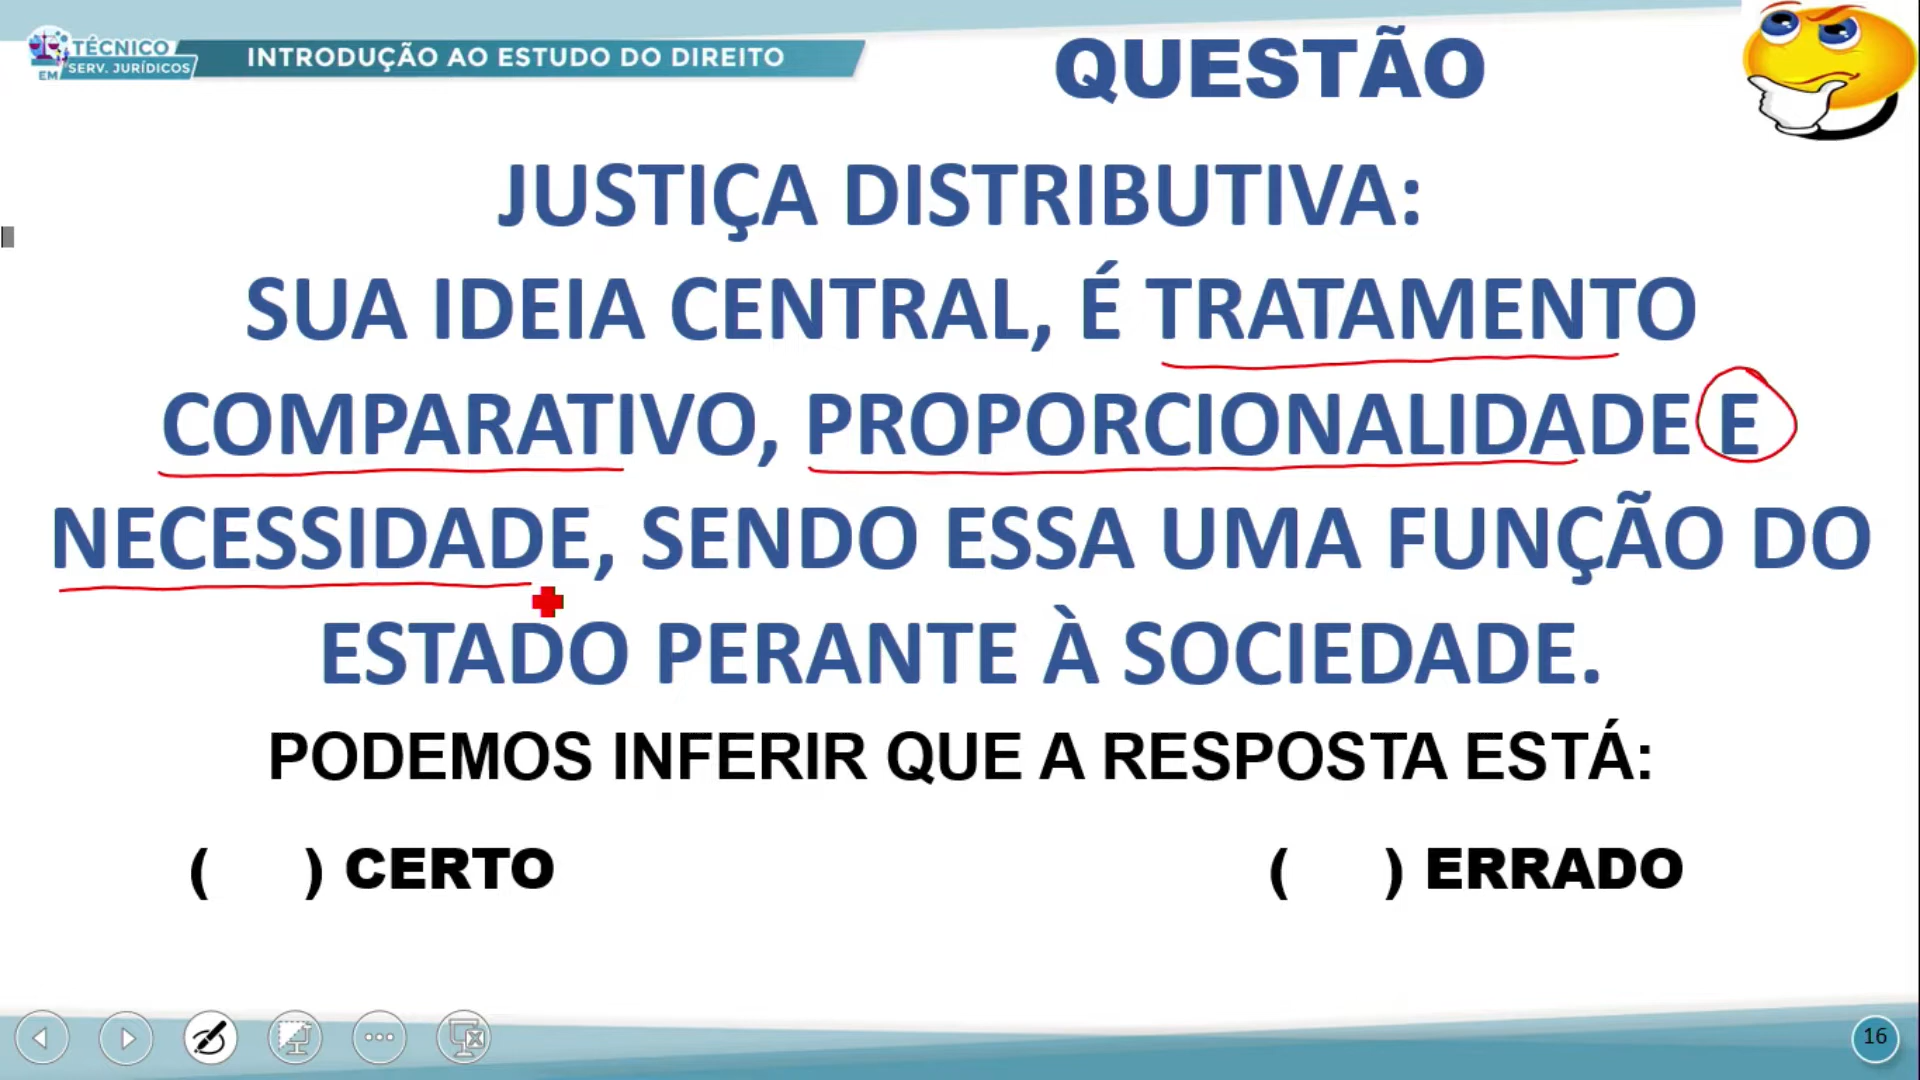 TÉCNICO
EM SERV. JURÍDICOS
INTRODUÇÃO AO ESTUDO DO DIREITO
QUESTÃO
JUSTIÇA DISTRIBUTIVA:
SUA IDEIA CENTRAL, É TRATAMENTO
COMPARATIVO, PROPORCIONALIDADE E
NECESSIDADE, SENDO ESSA UMA FUNÇÃO DO
ESTADO PERANTE À SOCIEDADE.
PODEMOS INFERIR QUE A RESPOSTA ESTÁ:
( ) CERTO ( ) ERRADO
16